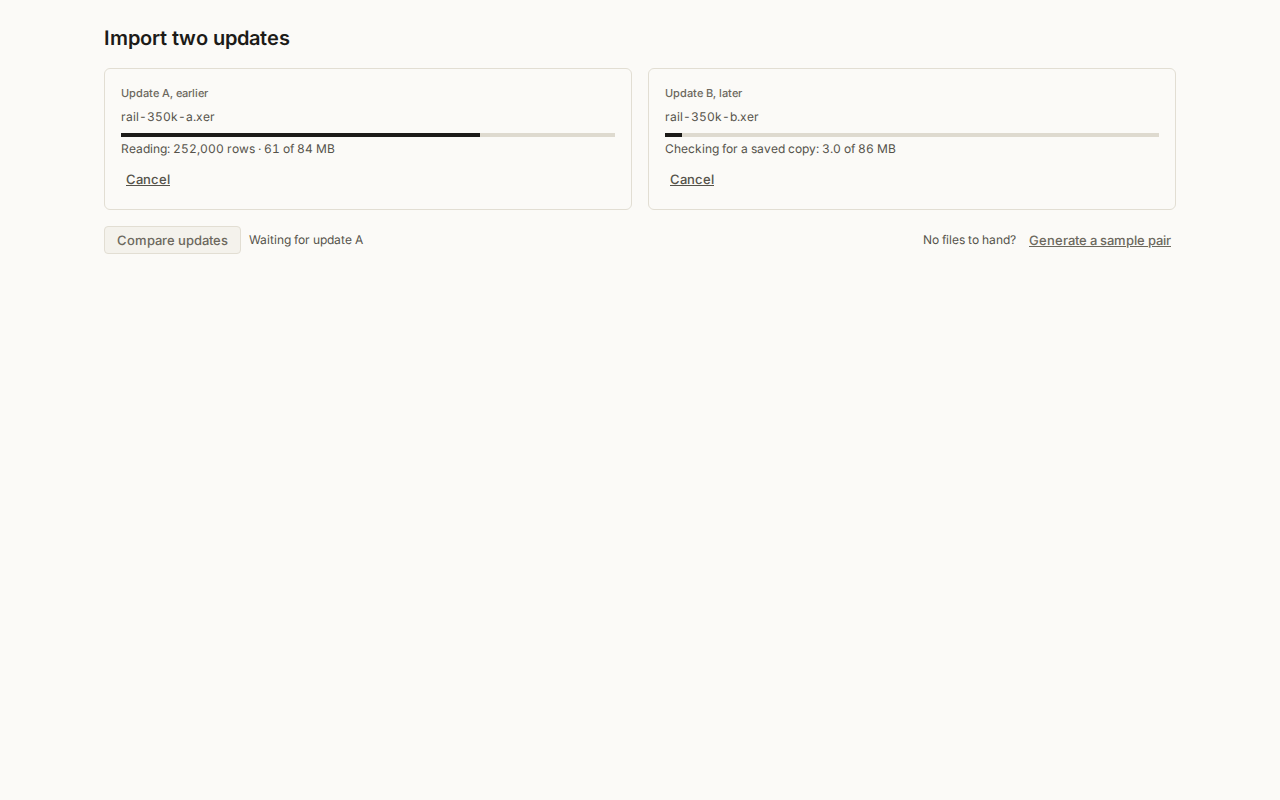 Import two updates
Update A, earlier
rail-350k-a.xer
Reading: 252,000 rows · 61 of 84 MB
Cancel
Update B, later
rail-350k-b.xer
Checking for a saved copy: 3.0 of 86 MB
Cancel
Compare updates
Waiting for update A
No files to hand?
Generate a sample pair